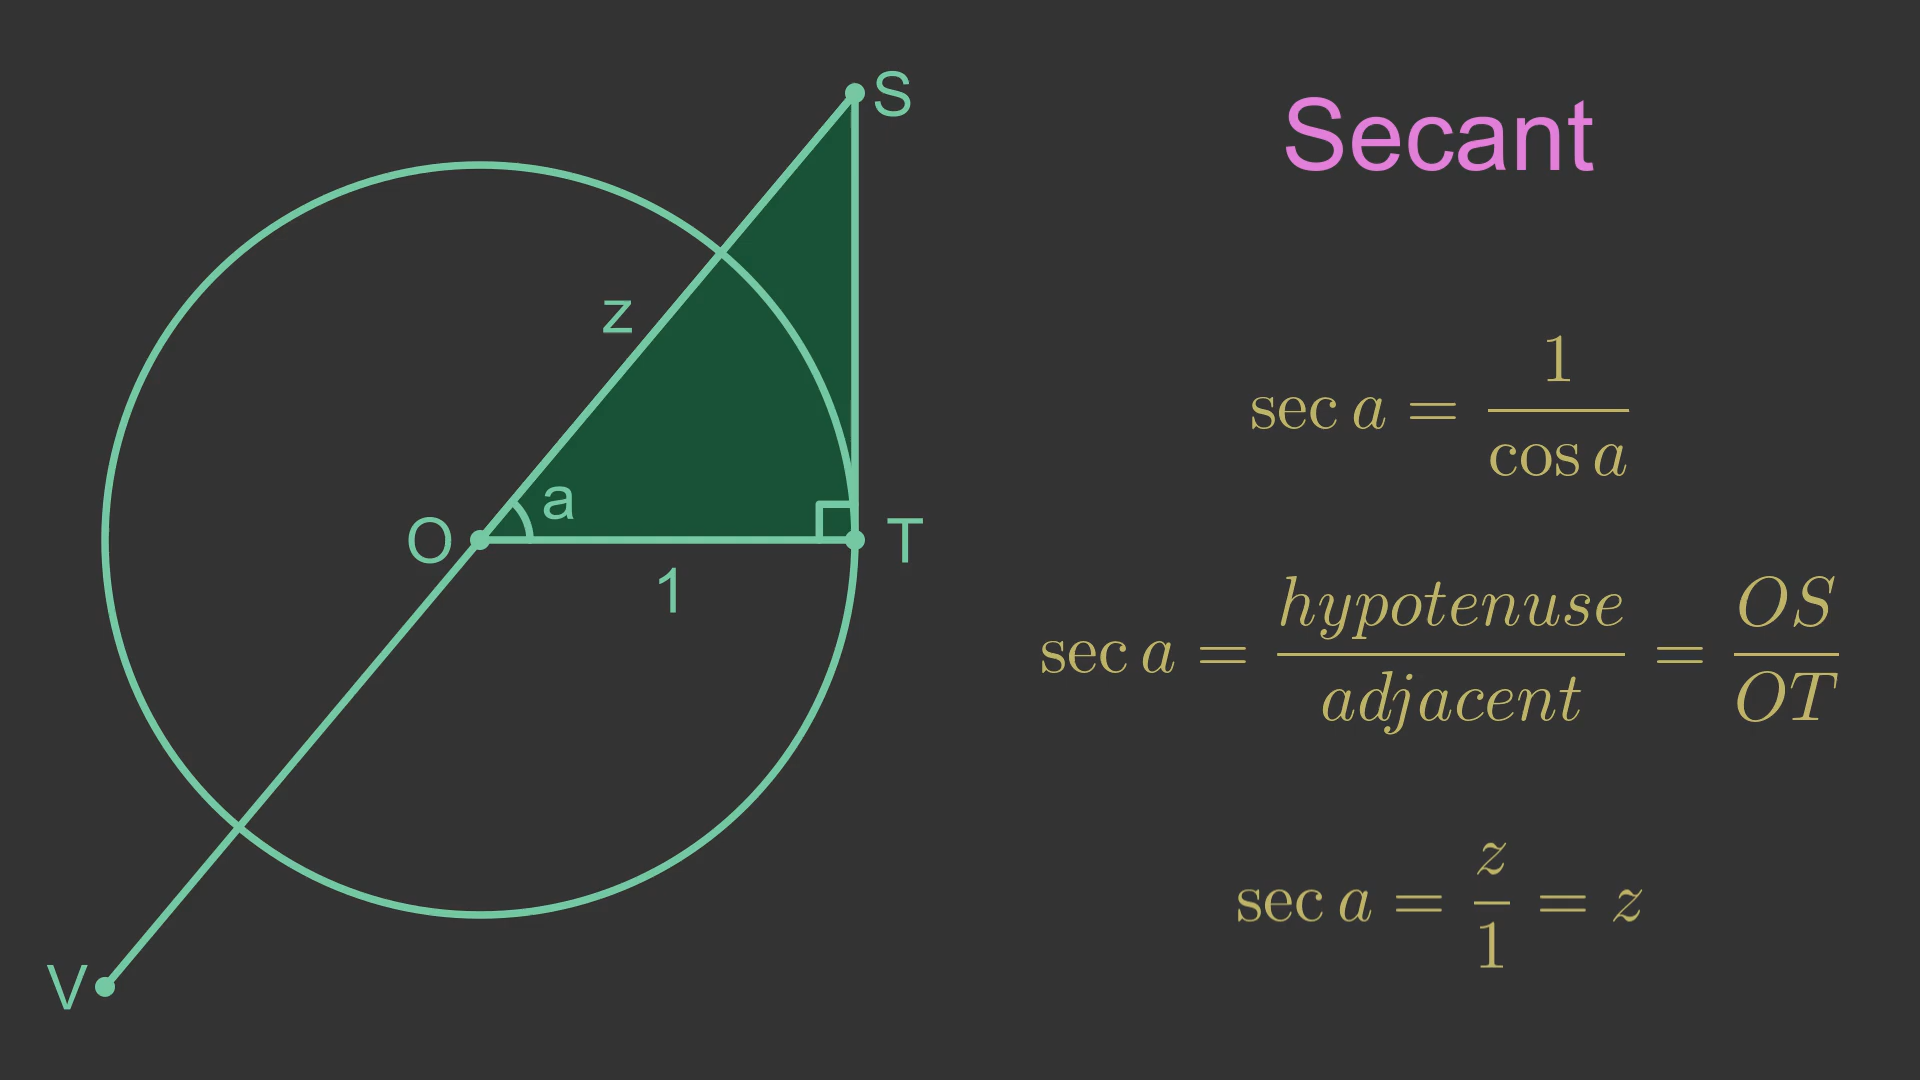 S
Secant
z
sec a = 1/cos a
a
O
T
1
sec a = hypotenuse/adjacent = OS/OT
sec a = z/1 = z
V